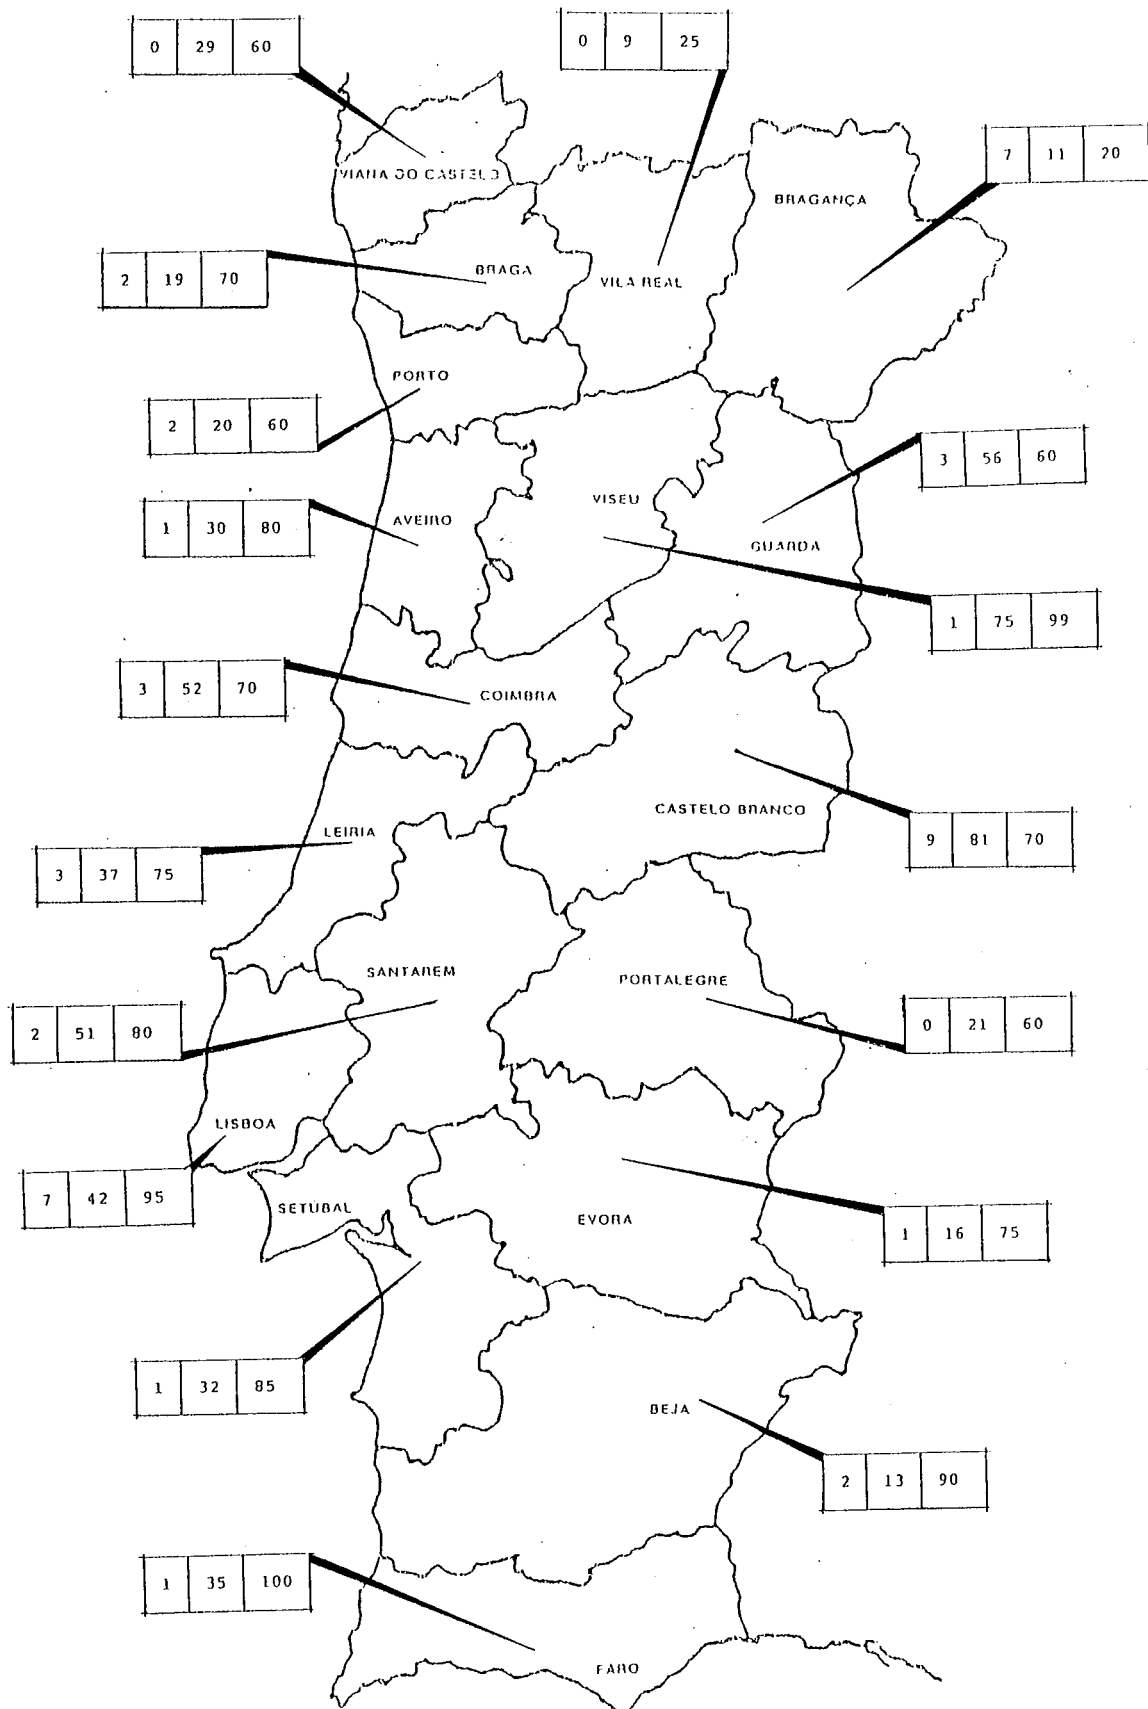 0 29 60
0 9 25
7 11 20
VIANA DO CASTELO
BRAGANÇA
BRAGA
VILA REAL
2 19 70
PORTO
2 20 60
3 56 60
VISEU
AVEIRO
1 30 80
GUARDA
1 75 99
3 52 70
COIMBRA
CASTELO BRANCO
LEIRIA
9 81 70
3 37 75
SANTAREM
PORTALEGRE
2 51 80
0 21 60
LISBOA
7 42 95
SETUBAL
EVORA
1 16 75
1 32 85
BEJA
2 13 90
1 35 100
FARO